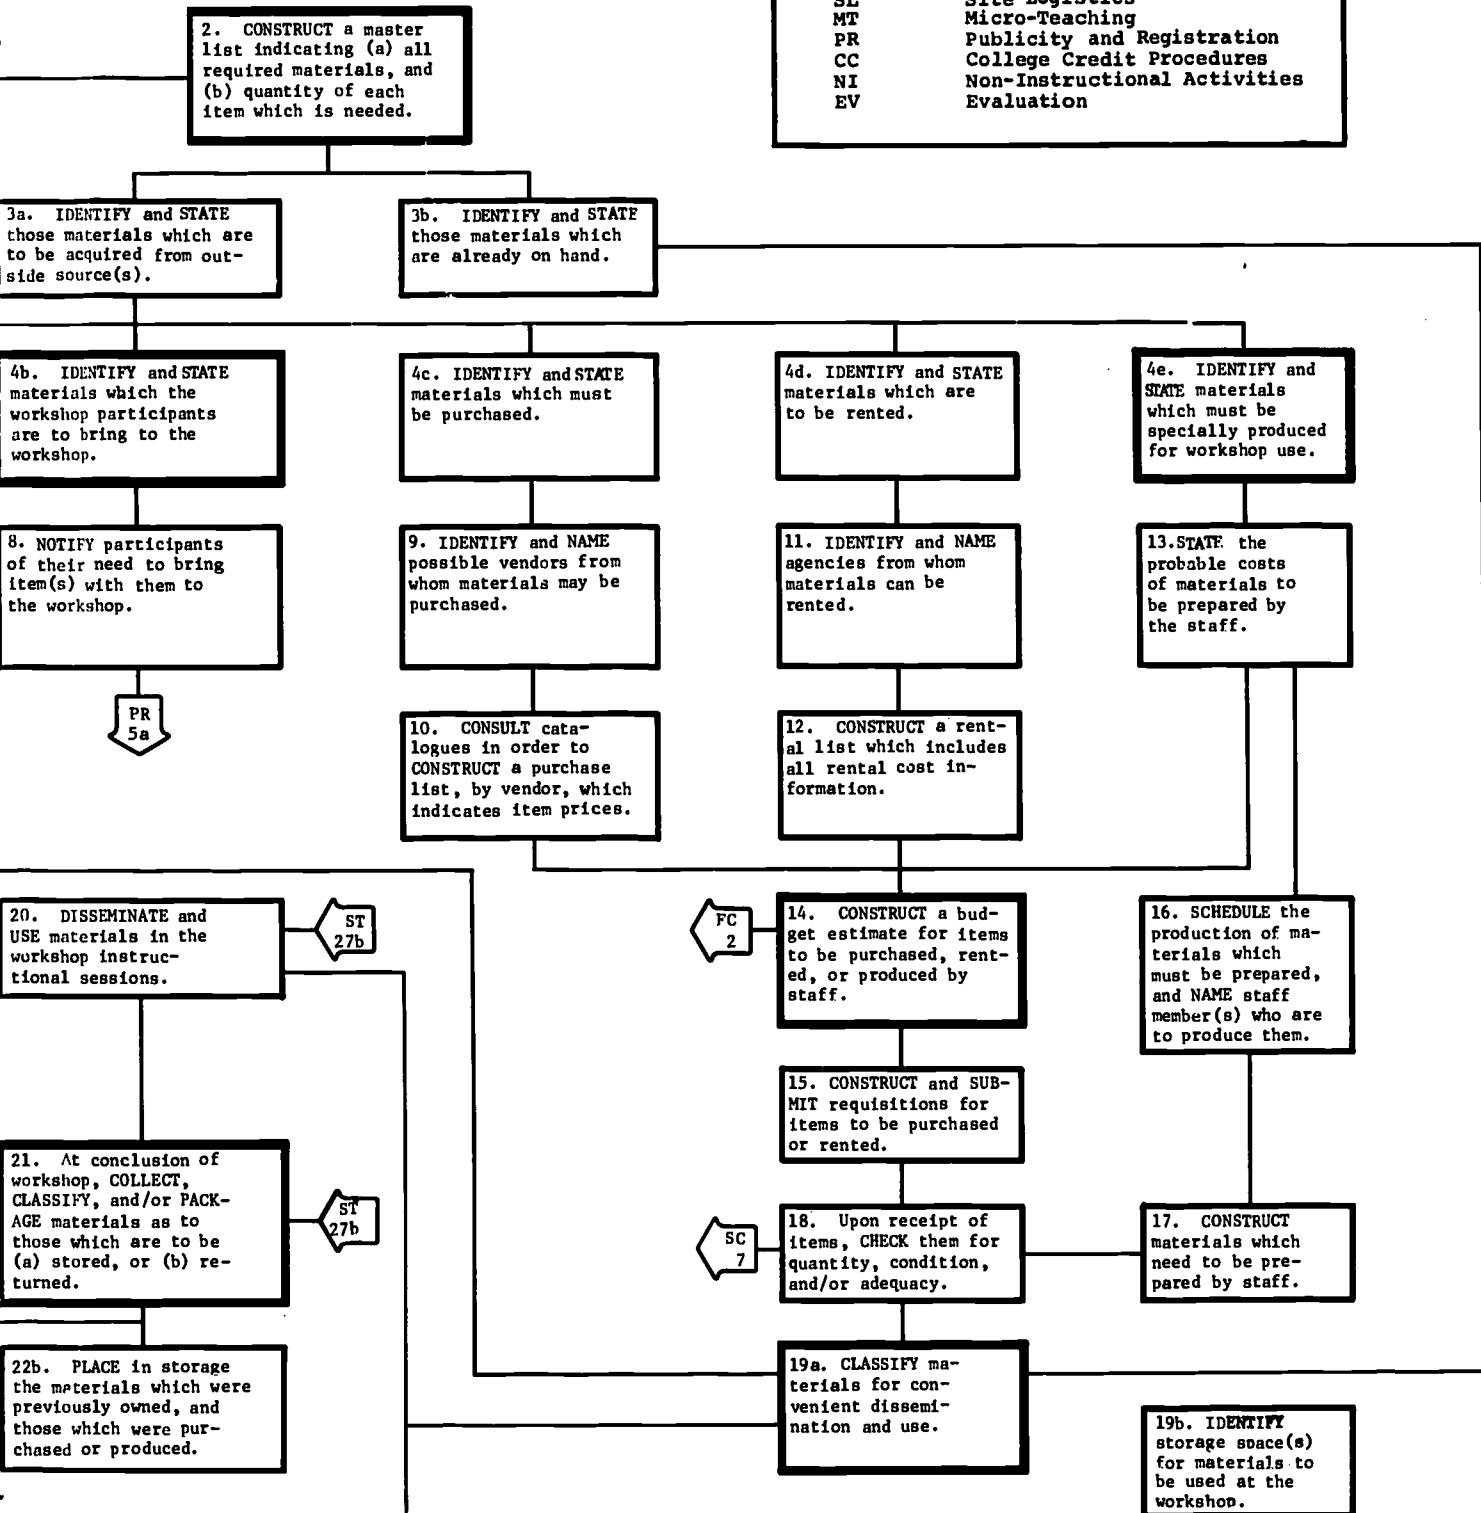 2. CONSTRUCT a master
list indicating (a) all
required materials, and
(b) quantity of each
item which is needed.
SL Site Logistics
MT Micro-Teaching
PR Publicity and Registration
CC College Credit Procedures
NI Non-Instructional Activities
EV Evaluation
3a. IDENTIFY and STATE
those materials which are
to be acquired from out-
side source(s).
3b. IDENTIFY and STATE
those materials which
are already on hand.
4b. IDENTIFY and STATE
materials which the
workshop participants
are to bring to the
workshop.
4c. IDENTIFY and STATE
materials which must
be purchased.
4d. IDENTIFY and STATE
materials which are
to be rented.
4e. IDENTIFY and
STATE materials
which must be
specially produced
for workshop use.
8. NOTIFY participants
of their need to bring
item(s) with them to
the workshop.
9. IDENTIFY and NAME
possible vendors from
whom materials may be
purchased.
11. IDENTIFY and NAME
agencies from whom
materials can be
rented.
13. STATE the
probable costs
of materials to
be prepared by
the staff.
PR
5a
10. CONSULT cata-
logues in order to
CONSTRUCT a purchase
list, by vendor, which
indicates item prices.
12. CONSTRUCT a rent-
al list which includes
all rental cost in-
formation.
20. DISSEMINATE and
USE materials in the
workshop instruc-
tional sessions.
ST
27b
FC
2
14. CONSTRUCT a bud-
get estimate for items
to be purchased, rent-
ed, or produced by
staff.
16. SCHEDULE the
production of ma-
terials which
must be prepared,
and NAME staff
member(s) who are
to produce them.
15. CONSTRUCT and SUB-
MIT requisitions for
items to be purchased
or rented.
21. At conclusion of
workshop, COLLECT,
CLASSIFY, and/or PACK-
AGE materials as to
those which are to be
(a) stored, or (b) re-
turned.
ST
27b
SC
7
18. Upon receipt of
items, CHECK them for
quantity, condition,
and/or adequacy.
17. CONSTRUCT
materials which
need to be pre-
pared by staff.
22b. PLACE in storage
the materials which were
previously owned, and
those which were pur-
chased or produced.
19a. CLASSIFY ma-
terials for con-
venient dissemi-
nation and use.
19b. IDENTIFY
storage space(s)
for materials to
be used at the
workshop.